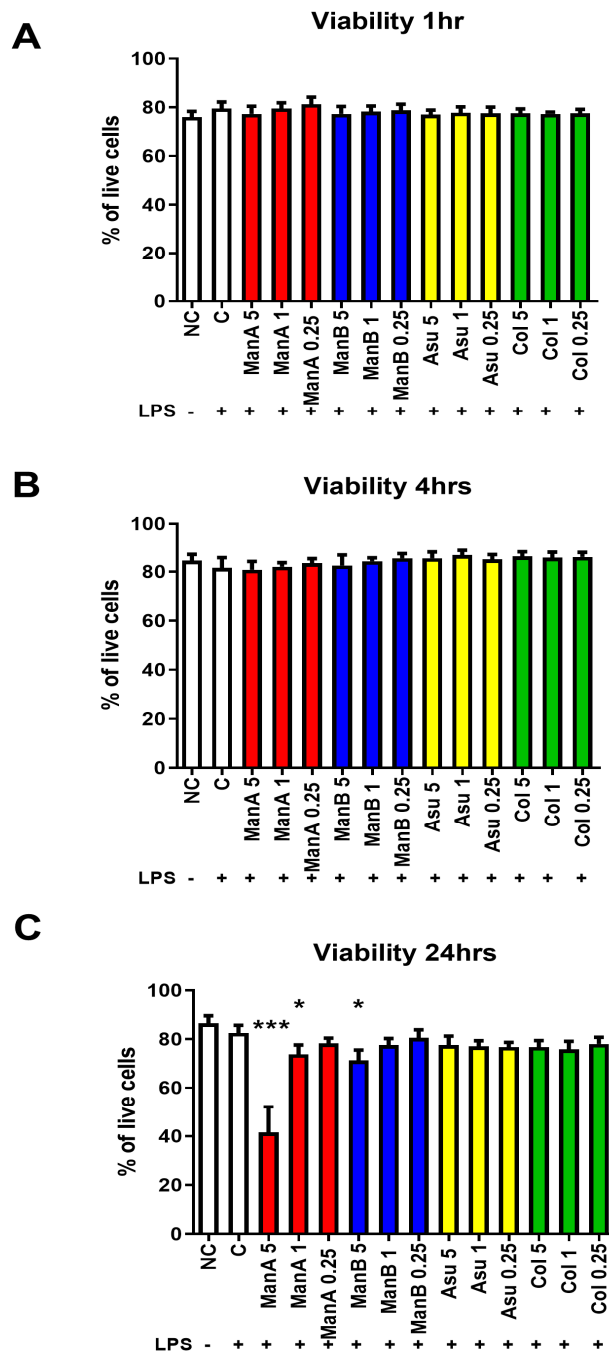 A
Viability 1hr
% of live cells
100
80
60
40
20
0
NC
C
ManA 5
ManA 1
ManA 0.25
ManB 5
ManB 1
ManB 0.25
Asu 5
Asu 1
Asu 0.25
Col 5
Col 1
Col 0.25
LPS - + + + + + + + + + + + + +
B
Viability 4hrs
% of live cells
100
80
60
40
20
0
NC
C
ManA 5
ManA 1
ManA 0.25
ManB 5
ManB 1
ManB 0.25
Asu 5
Asu 1
Asu 0.25
Col 5
Col 1
Col 0.25
LPS - + + + + + + + + + + + + +
C
Viability 24hrs
% of live cells
100
80
60
40
20
0
*** * *
NC
C
ManA 5
ManA 1
ManA 0.25
ManB 5
ManB 1
ManB 0.25
Asu 5
Asu 1
Asu 0.25
Col 5
Col 1
Col 0.25
LPS - + + + + + + + + + + + + +